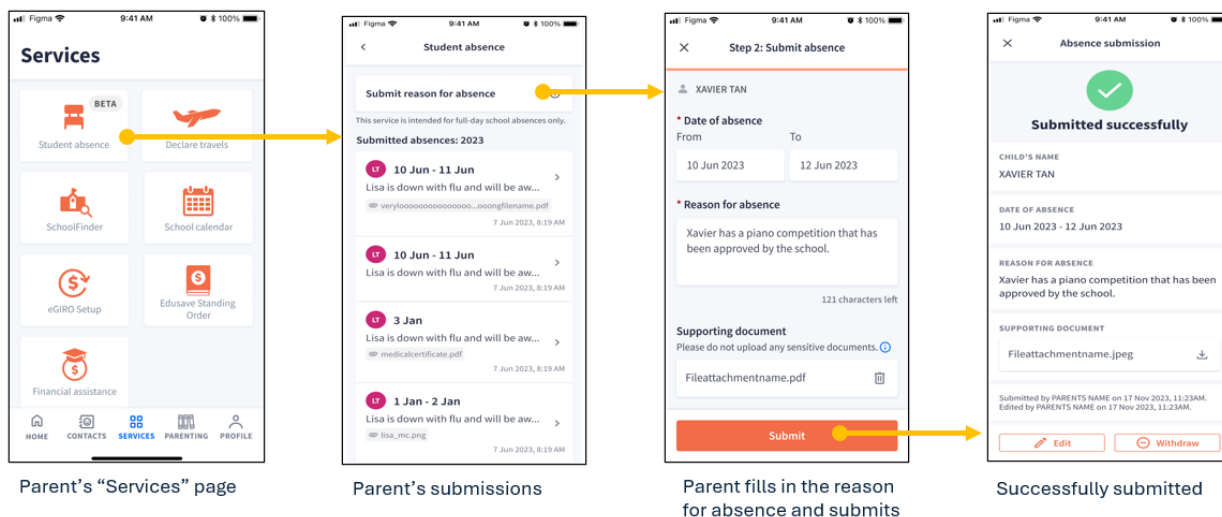 Figma 9:41 AM 100%
Services
BETA
Student absence
Declare travels
SchoolFinder
School calendar
eGIRO Setup
Edusave Standing
Order
Financial assistance
HOME CONTACTS SERVICES PARENTING PROFILE
Parent's “Services” page
Figma 9:41 AM 100%
Student absence
Submit reason for absence
This service is intended for full-day school absences only.
Submitted absences: 2023
LT 10 Jun - 11 Jun
Lisa is down with flu and will be aw...
verylooooooooooooooo...ooongfilename.pdf
7 Jun 2023, 8:19 AM
LT 10 Jun - 11 Jun
Lisa is down with flu and will be aw...
7 Jun 2023, 8:19 AM
LT 3 Jan
Lisa is down with flu and will be aw...
medicalcertificate.pdf
7 Jun 2023, 8:19 AM
LT 1 Jan - 2 Jan
Lisa is down with flu and will be aw...
lisa_mc.png
7 Jun 2023, 8:19 AM
Parent's submissions
Figma 9:41 AM 100%
Step 2: Submit absence
XAVIER TAN
* Date of absence
From To
10 Jun 2023 12 Jun 2023
* Reason for absence
Xavier has a piano competition that has
been approved by the school.
121 characters left
Supporting document
Please do not upload any sensitive documents.
Fileattachmentname.pdf
Submit
Parent fills in the reason
for absence and submits
Figma 9:41 AM 100%
Absence submission
Submitted successfully
CHILD'S NAME
XAVIER TAN
DATE OF ABSENCE
10 Jun 2023 - 12 Jun 2023
REASON FOR ABSENCE
Xavier has a piano competition that has been
approved by the school.
SUPPORTING DOCUMENT
Fileattachmentname.jpeg
Submitted by PARENTS NAME on 17 Nov 2023, 11:23AM.
Edited by PARENTS NAME on 17 Nov 2023, 11:23AM.
Edit Withdraw
Successfully submitted